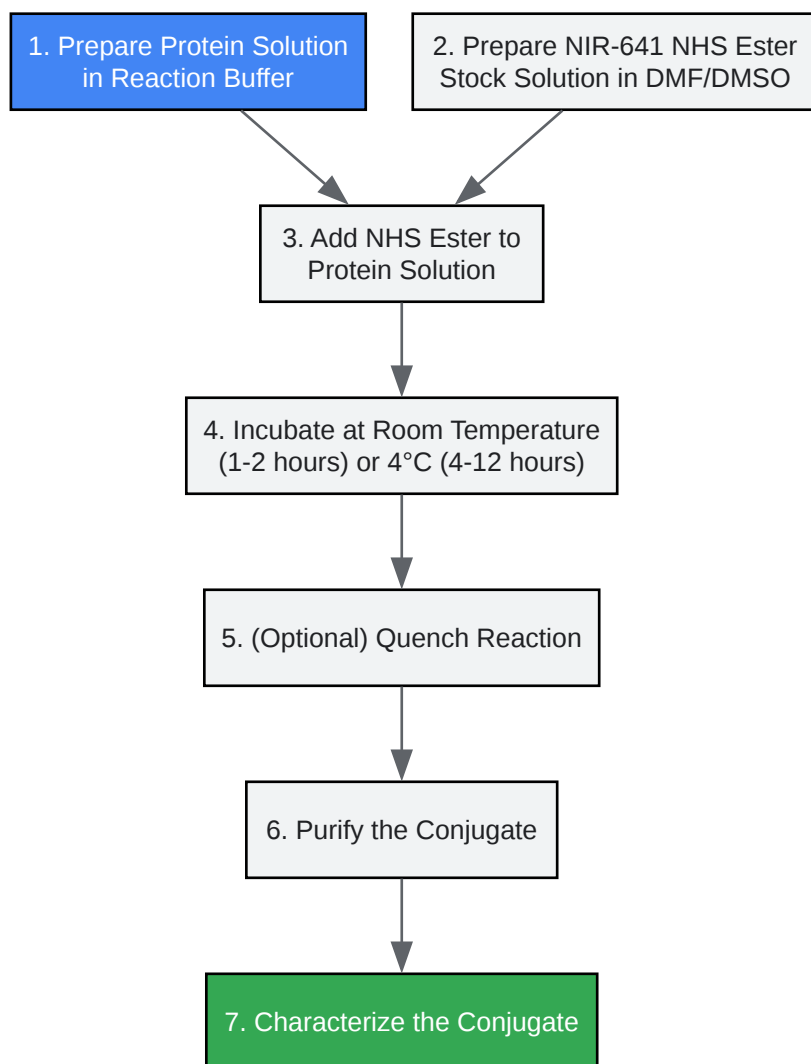 1. Prepare Protein Solution
in Reaction Buffer
2. Prepare NIR-641 NHS Ester
Stock Solution in DMF/DMSO
3. Add NHS Ester to
Protein Solution
4. Incubate at Room Temperature
(1-2 hours) or 4°C (4-12 hours)
5. (Optional) Quench Reaction
6. Purify the Conjugate
7. Characterize the Conjugate